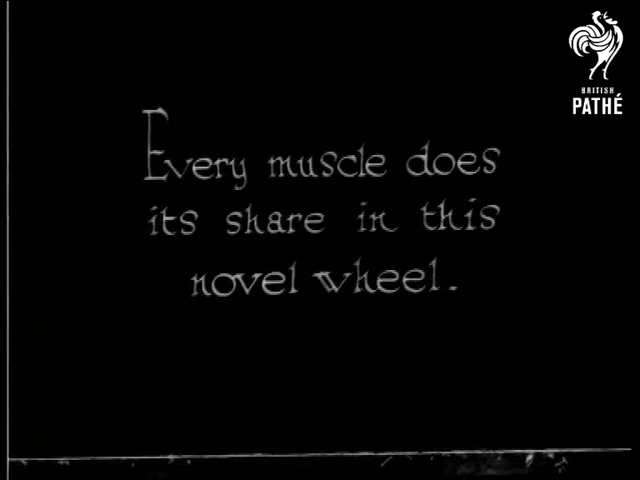 BRITISH
PATHÉ
Every muscle does
its share in this
novel wheel.